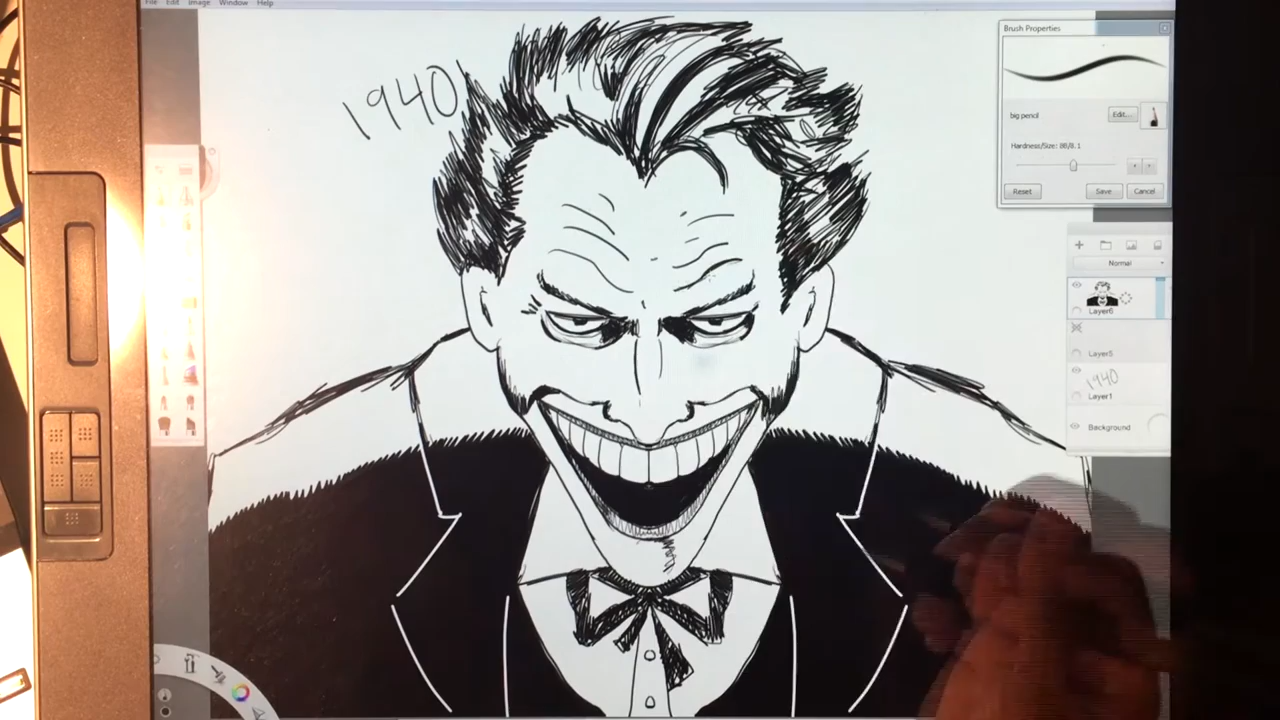 File Edit Image Window Help
1940
Brush Properties
big pencil
Edit...
Hardness/Size: 80/8.1
Reset
Save
Cancel
Normal
Layer6
Layer5
1940
Layer1
Background